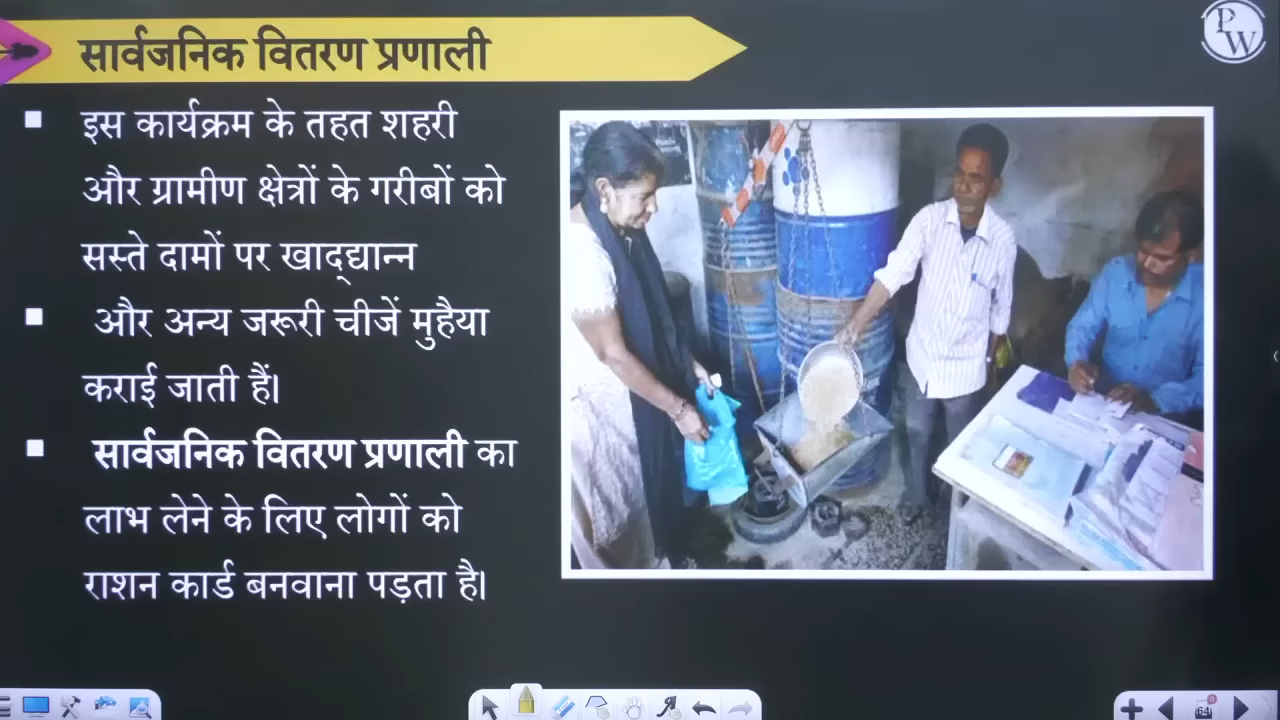 सार्वजनिक वितरण प्रणाली
PW
इस कार्यक्रम के तहत शहरी
और ग्रामीण क्षेत्रों के गरीबों को
सस्ते दामों पर खाद्द्यान्न
और अन्य जरूरी चीजें मुहैया
कराई जाती हैं।
सार्वजनिक वितरण प्रणाली का
लाभ लेने के लिए लोगों को
राशन कार्ड बनवाना पड़ता है।
64